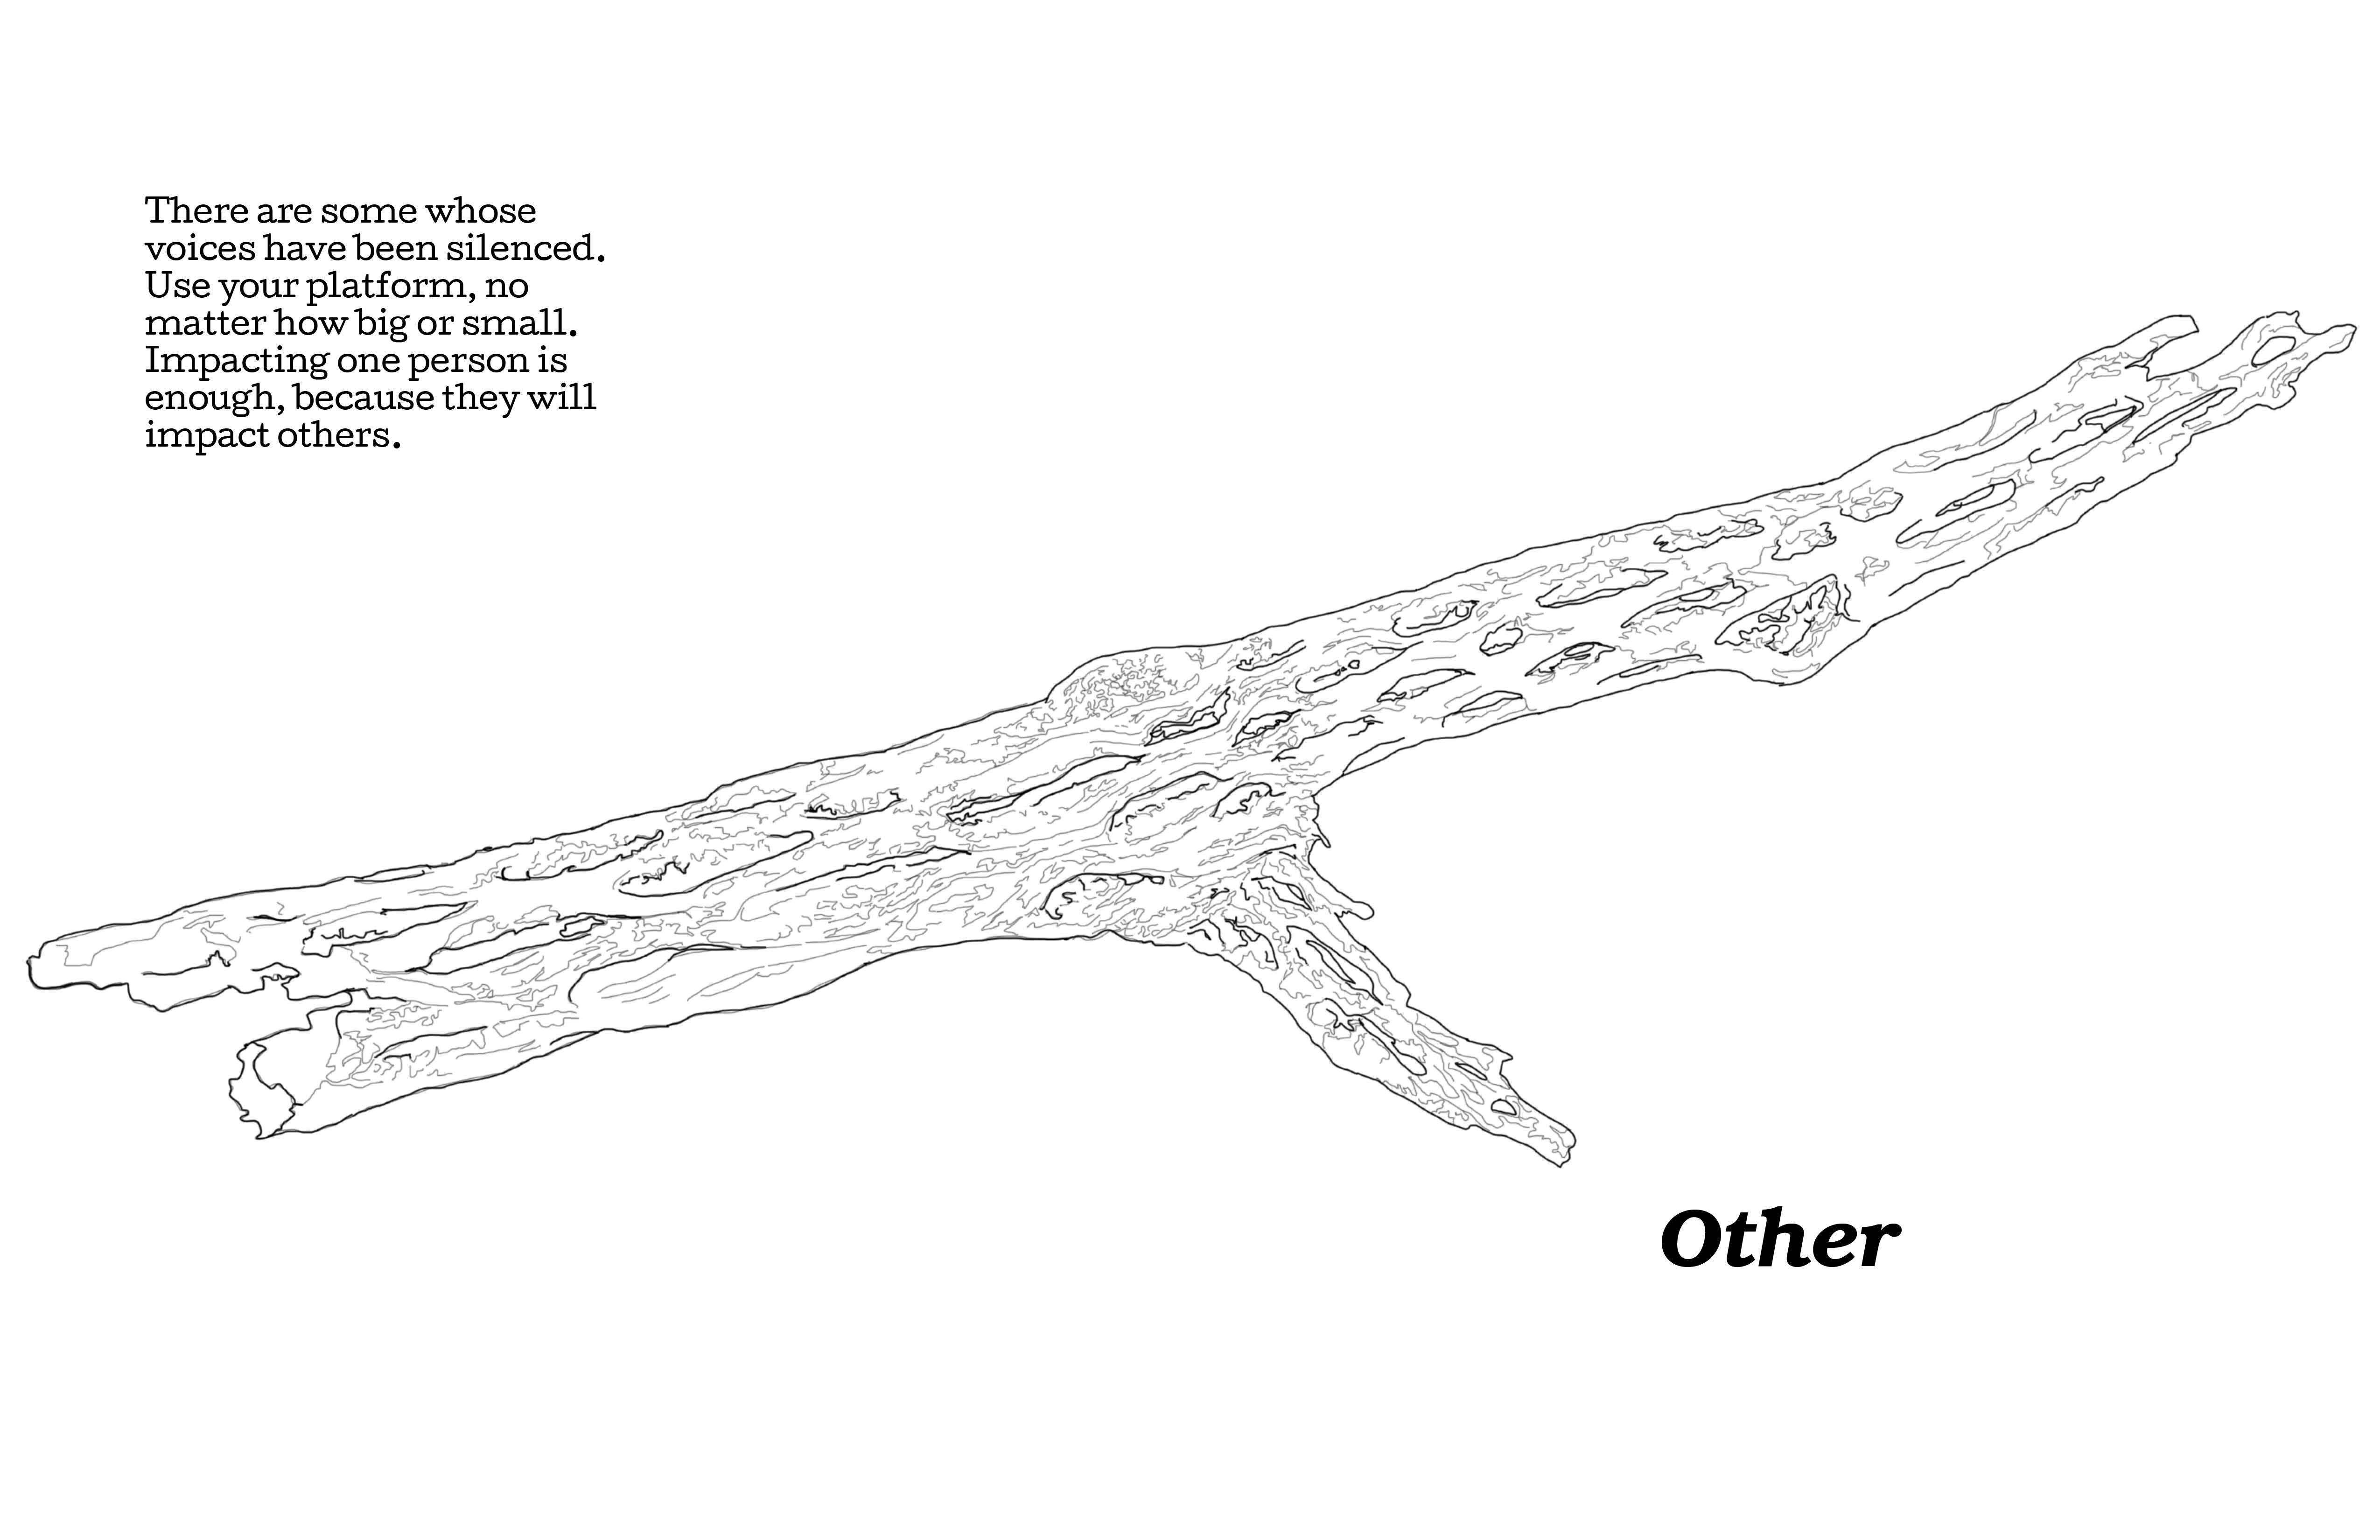 There are some whose
voices have been silenced.
Use your platform, no
matter how big or small.
Impacting one person is
enough, because they will
impact others.
Other